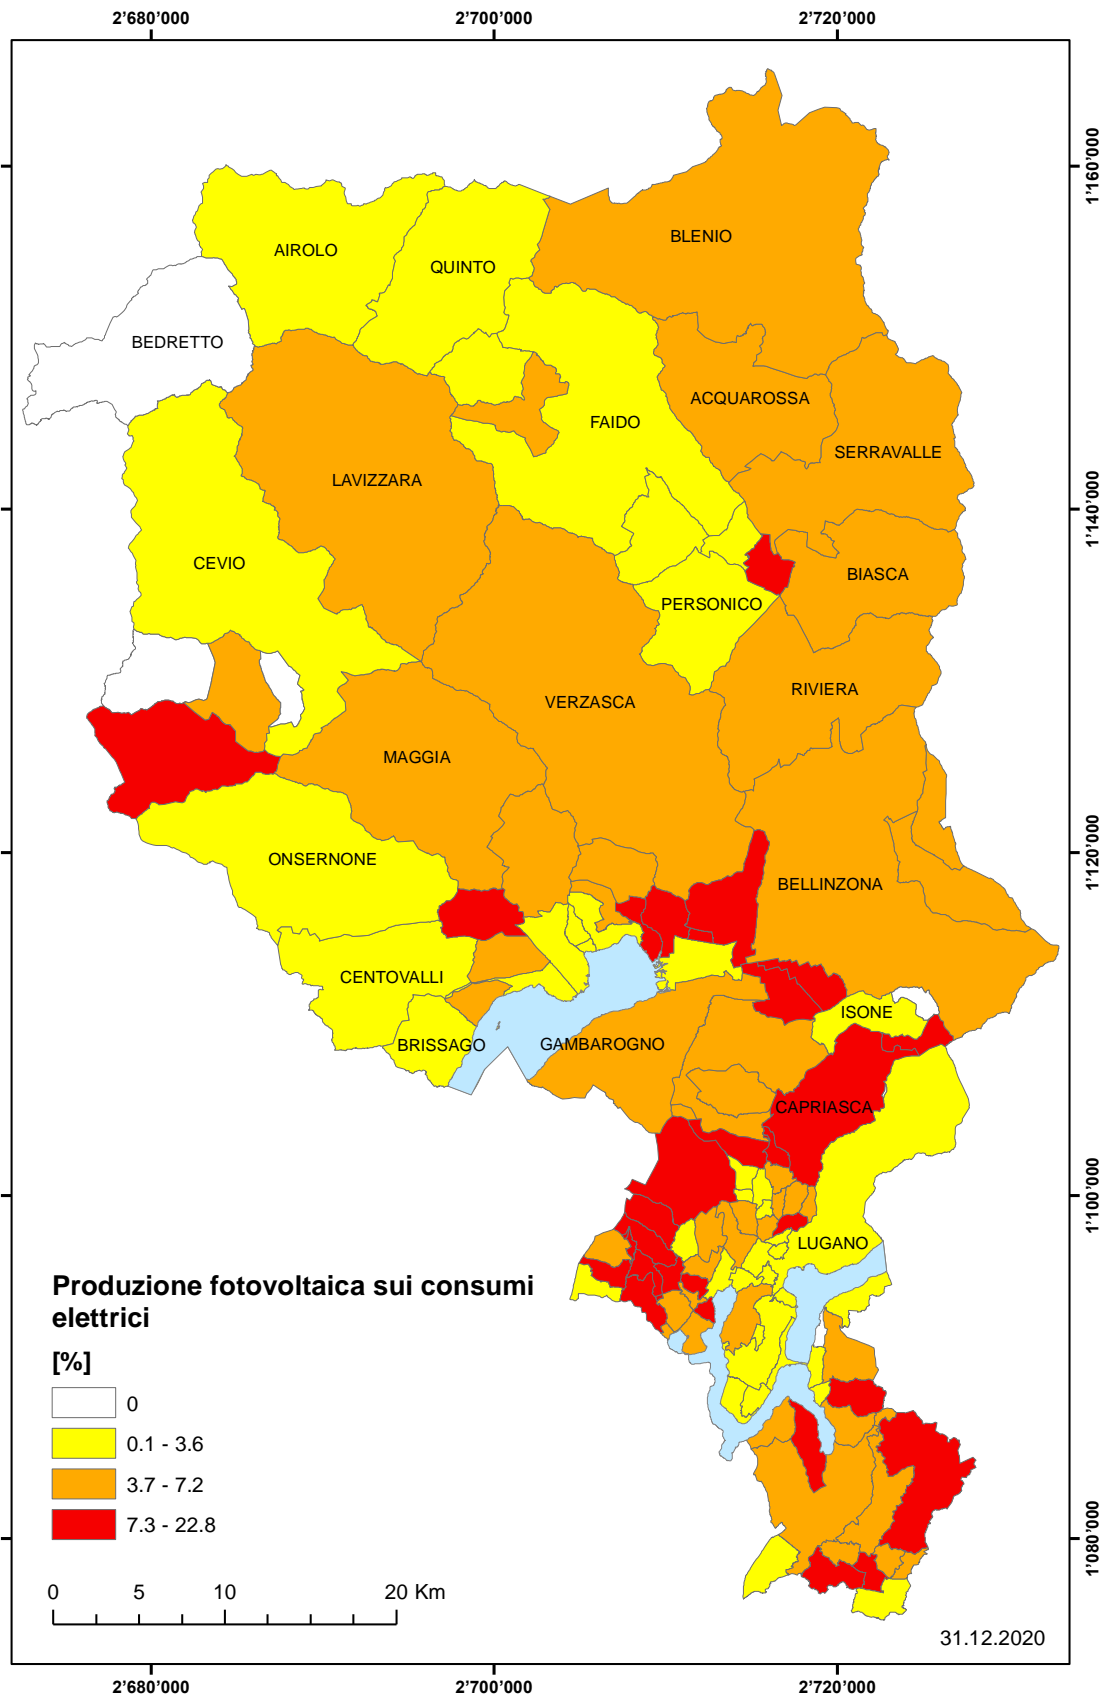 2'680'000
2'700'000
2'720'000
1'160'000
BLENIO
AIROLO
QUINTO
BEDRETTO
ACQUAROSSA
FAIDO
SERRAVALLE
LAVIZZARA
1'140'000
CEVIO
BIASCA
PERSONICO
RIVIERA
VERZASCA
MAGGIA
1'120'000
ONSERNONE
BELLINZONA
CENTOVALLI
ISONE
BRISSAGO
GAMBAROGNO
CAPRIASCA
1'100'000
LUGANO
Produzione fotovoltaica sui consumi
elettrici
[%]
0
0.1 - 3.6
3.7 - 7.2
7.3 - 22.8
1'080'000
0 5 10 20 Km
31.12.2020
2'680'000
2'700'000
2'720'000